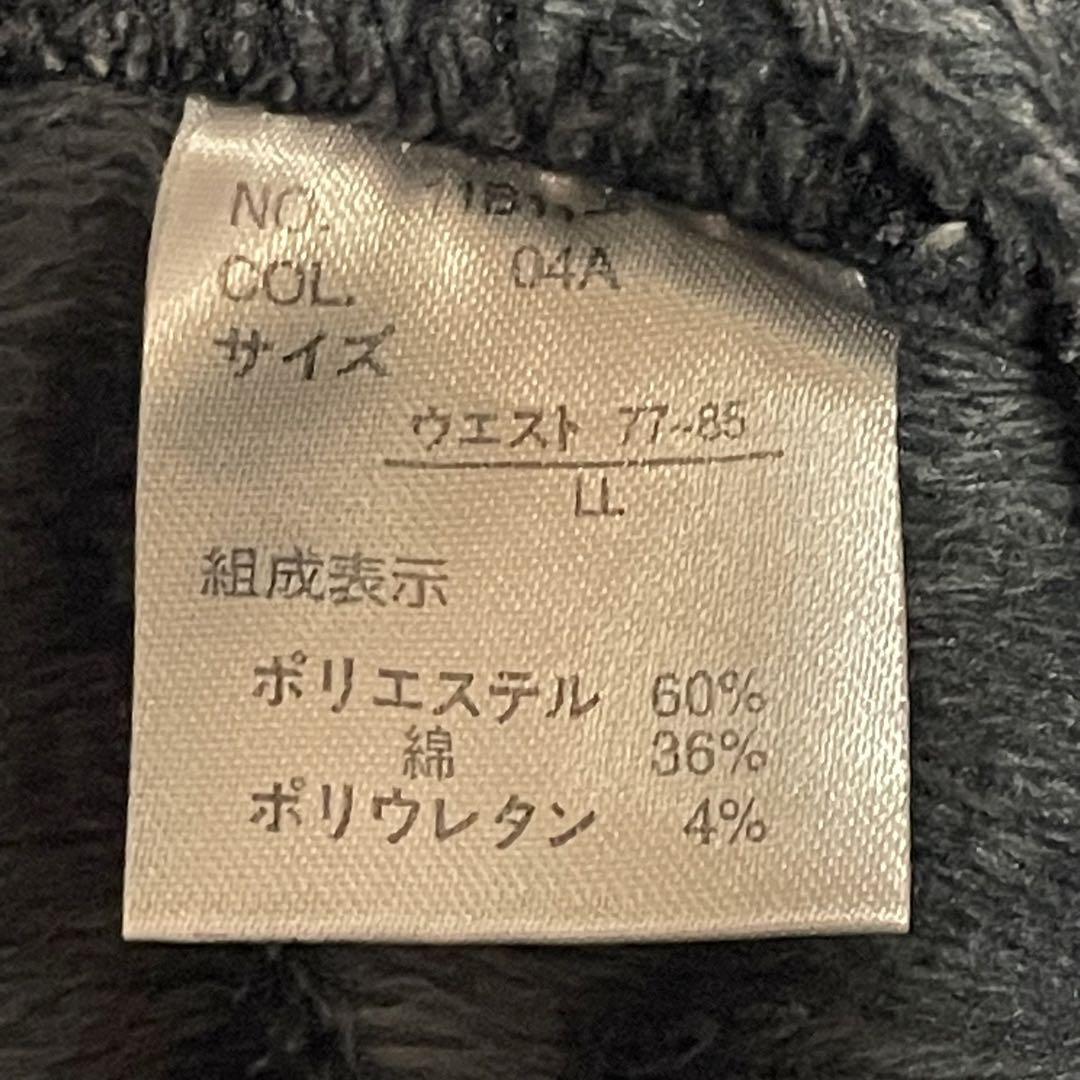 NO.
COL. 04A
サイズ
ウエスト 77~85
LL
組成表示
ポリエステル 60%
綿 36%
ポリウレタン 4%